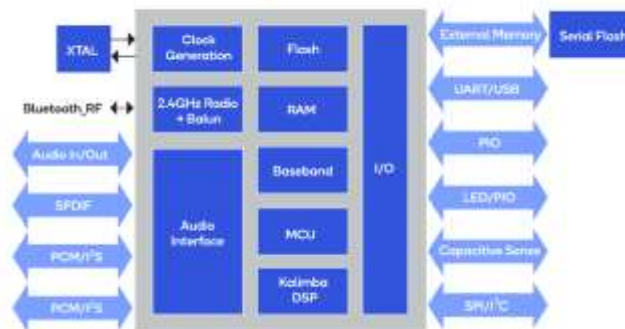 XTAL
Clock
Generation
Flash
External Memory
Serial Flash
Bluetooth_RF
2.4GHz Radio
+ Balun
RAM
UART/USB
Audio In/Out
PIO
Baseband
I/O
SPDIF
LED/PIO
Audio
Interface
MCU
PCM/I²S
Capacitive Sense
PCM/I²S
Kalimba
DSP
SPI/I²C